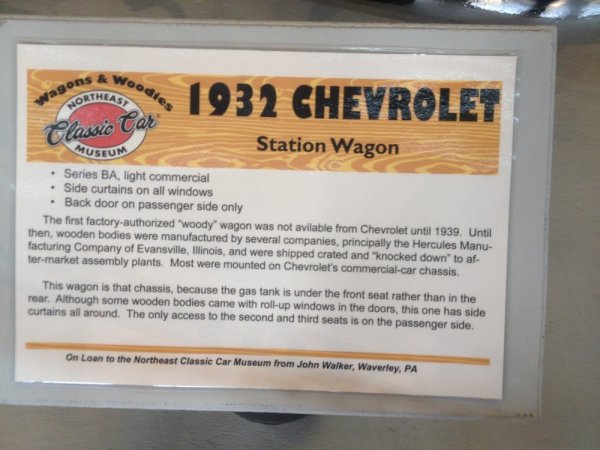 Wagons & Woodies
NORTHEAST
Classic Car
MUSEUM
1932 CHEVROLET
Station Wagon
• Series BA, light commercial
• Side curtains on all windows
• Back door on passenger side only
The first factory-authorized "woody" wagon was not avilable from Chevrolet until 1939. Until
then, wooden bodies were manufactured by several companies, principally the Hercules Manu-
facturing Company of Evansville, Illinois, and were shipped crated and "knocked down" to af-
ter-market assembly plants. Most were mounted on Chevrolet's commercial-car chassis.
This wagon is that chassis, because the gas tank is under the front seat rather than in the
rear. Although some wooden bodies came with roll-up windows in the doors, this one has side
curtains all around. The only access to the second and third seats is on the passenger side.
On Loan to the Northeast Classic Car Museum from John Walker, Waverley, PA